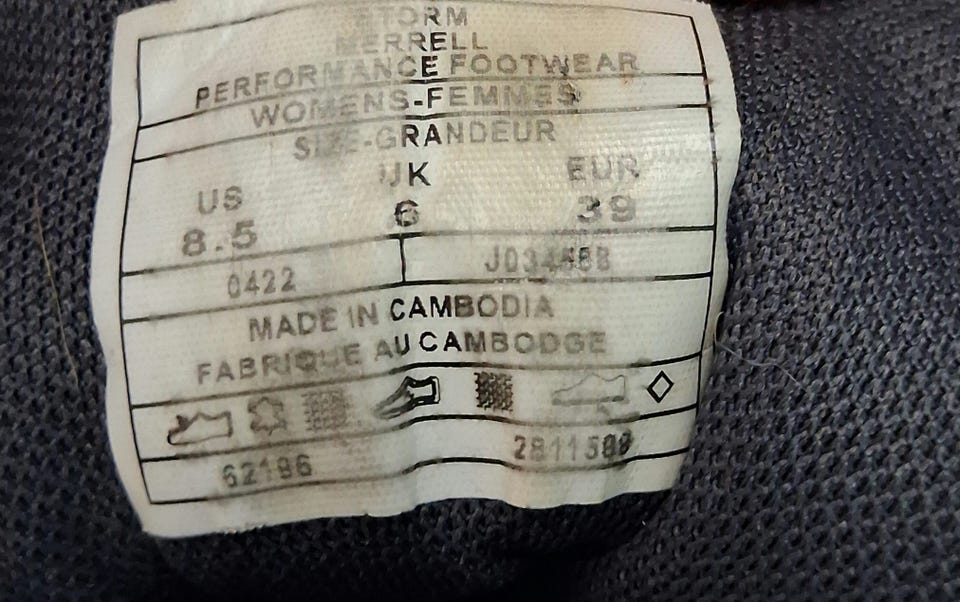 STORM
MERRELL
PERFORMANCE FOOTWEAR
WOMENS-FEMMES
SIZE-GRANDEUR
US UK EUR
8.5 6 39
0422
MADE IN CAMBODIA
FABRIQUE AU CAMBODGE
62196